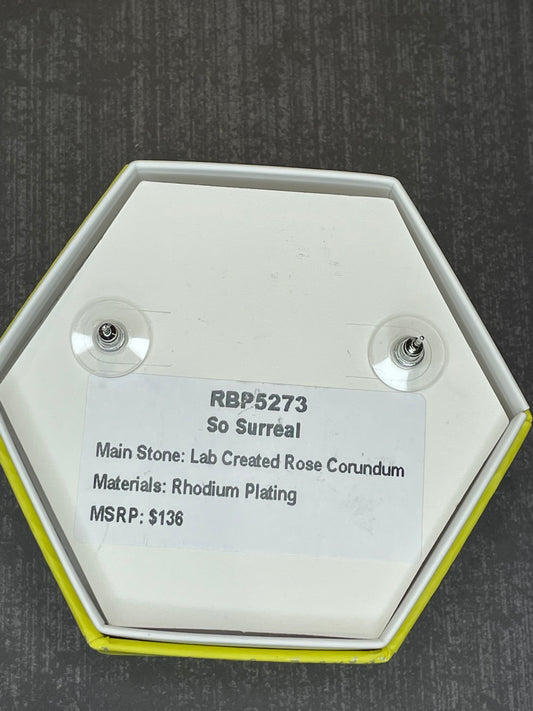 RBP5273
So Surreal
Main Stone: Lab Created Rose Corundum
Materials: Rhodium Plating
MSRP: $136